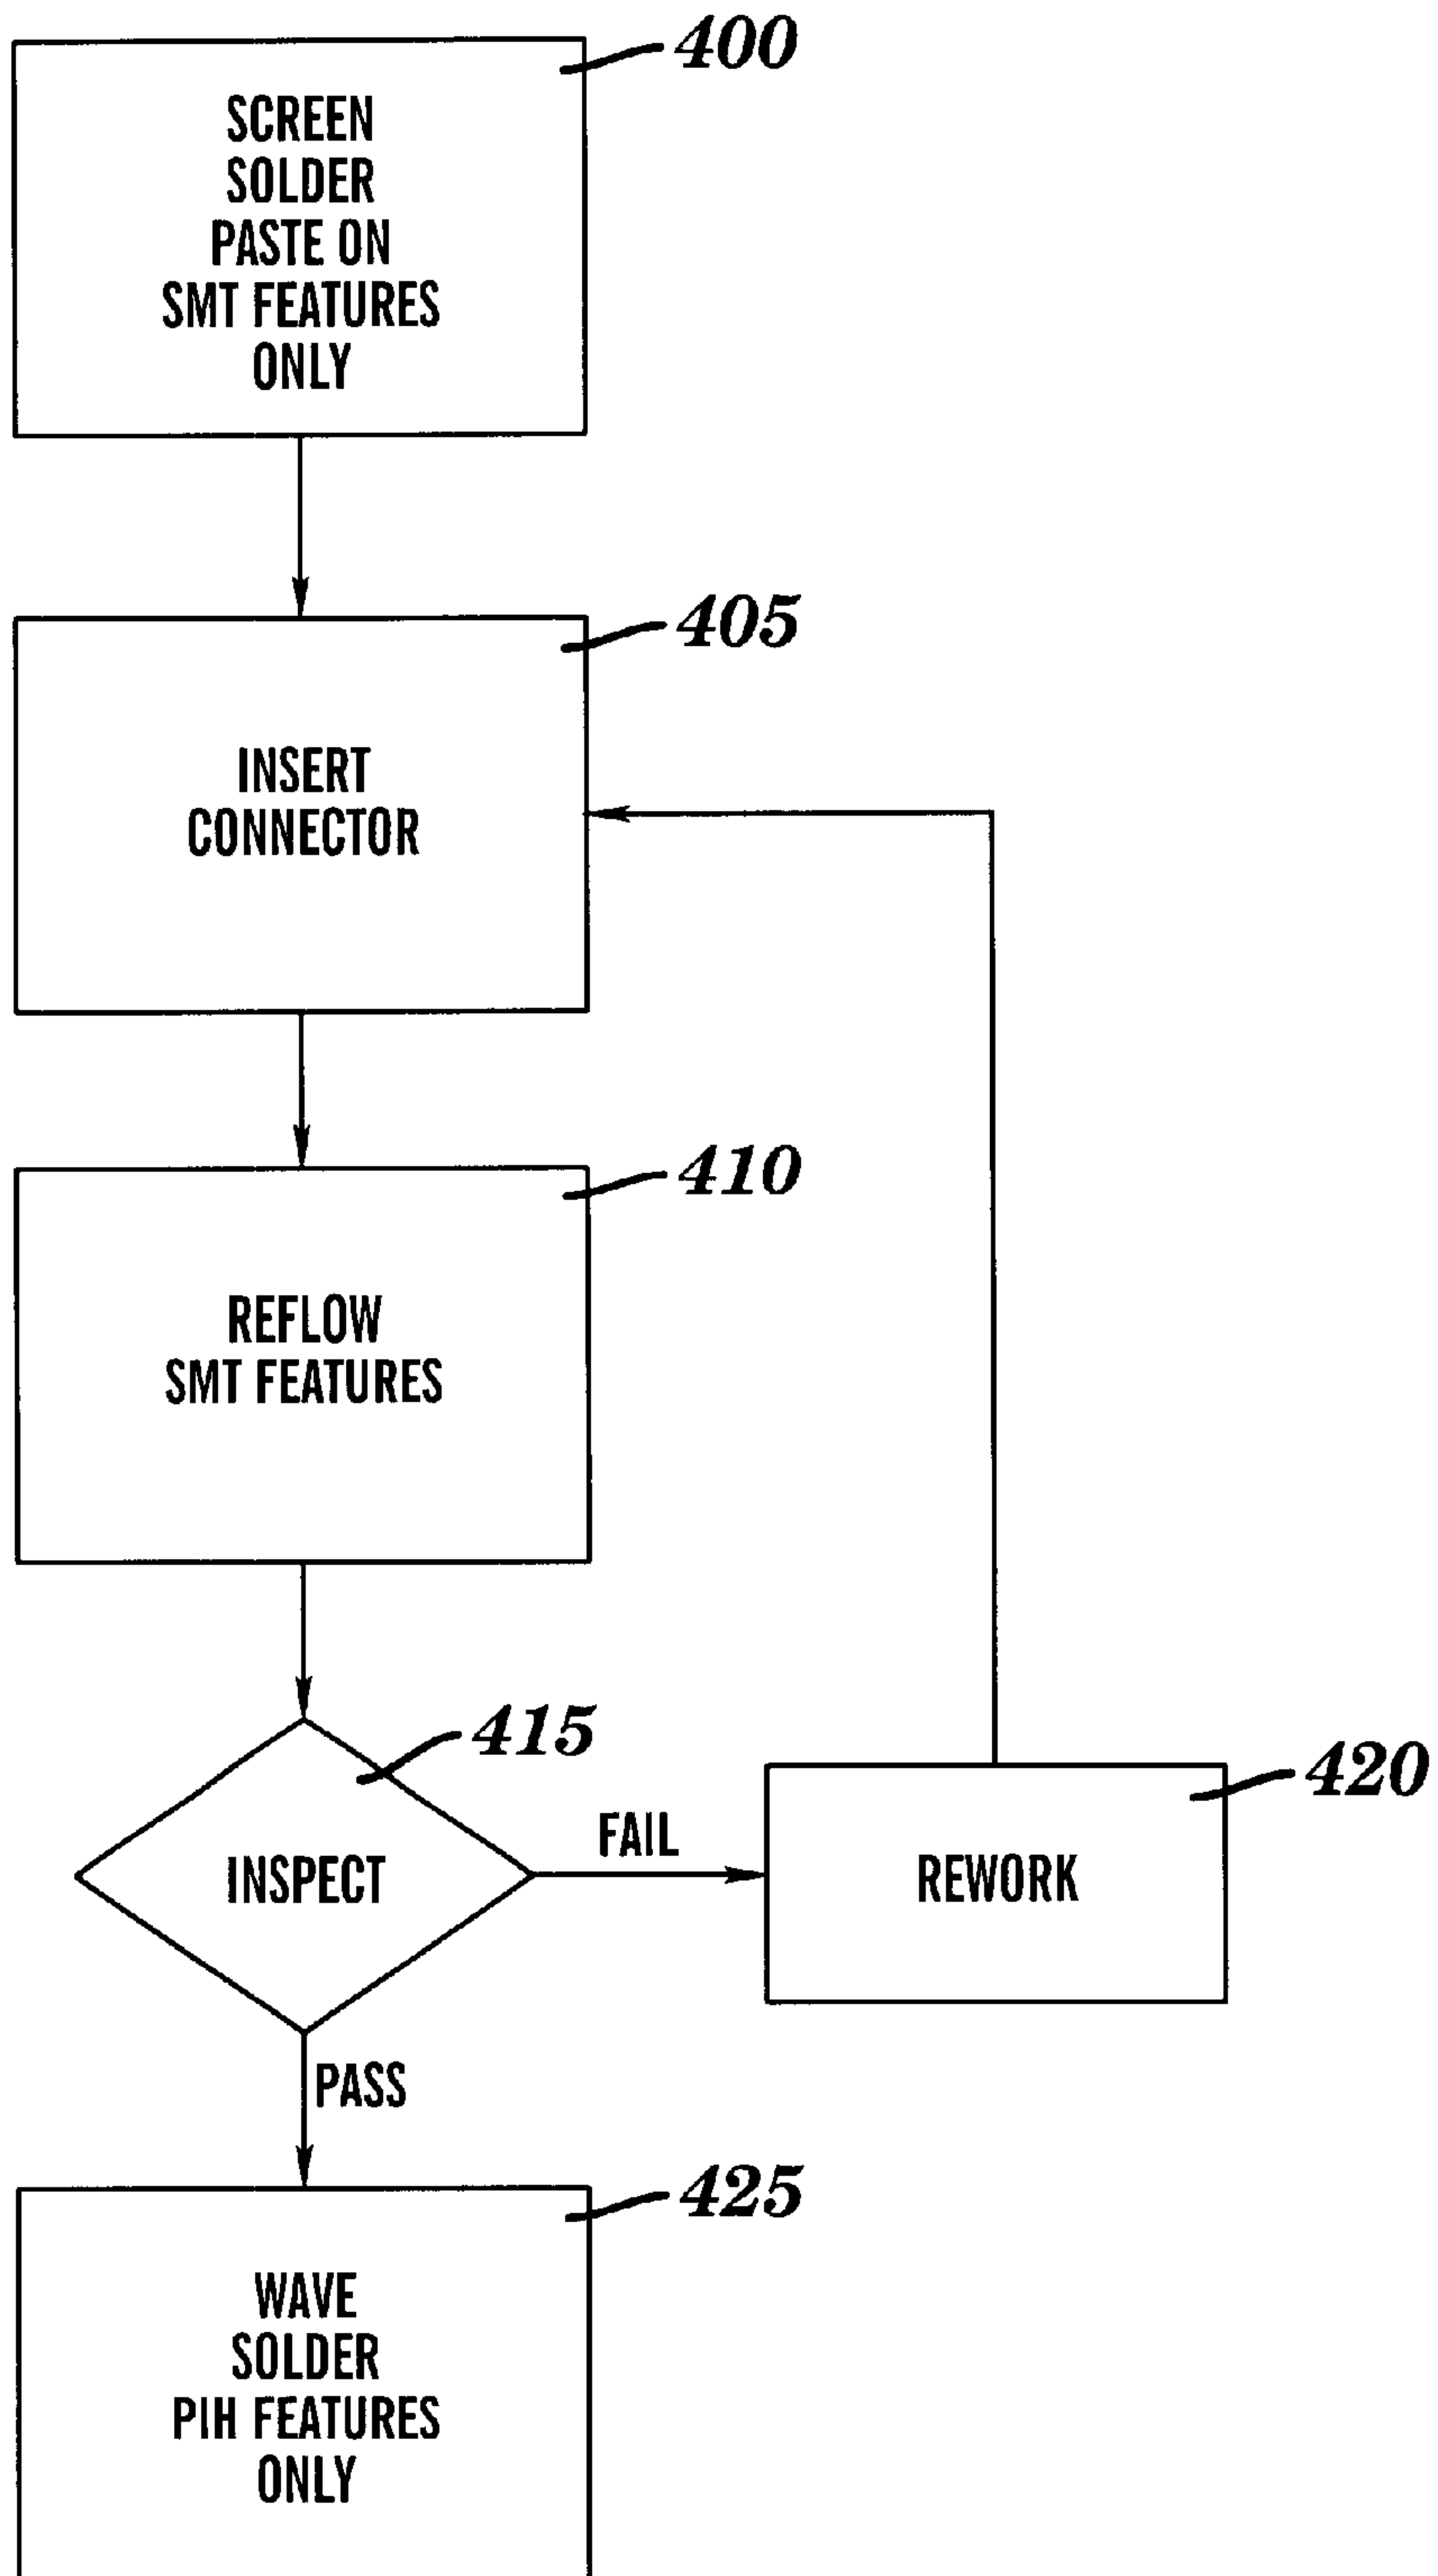 400
SCREEN
SOLDER
PASTE ON
SMT FEATURES
ONLY
405
INSERT
CONNECTOR
410
REFLOW
SMT FEATURES
415
INSPECT
FAIL
420
REWORK
PASS
425
WAVE
SOLDER
PIH FEATURES
ONLY